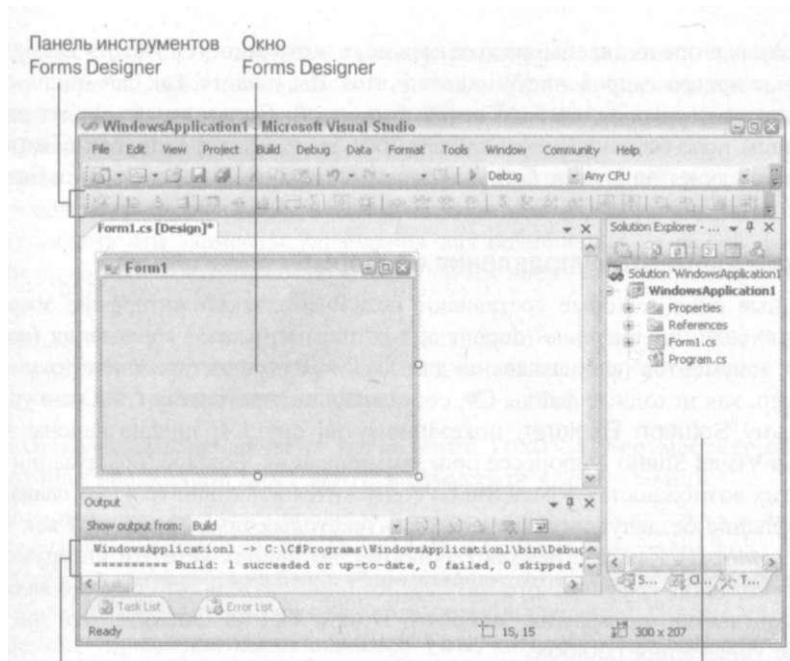 Панель инструментов Окно
Forms Designer Forms Designer
WindowsApplication1 - Microsoft Visual Studio
File Edit View Project Build Debug Data Format Tools Window Community Help
Debug Any CPU
Form1.cs [Design]*
Solution Explorer - ...
Form1
Solution 'WindowsApplication1
WindowsApplication1
Properties
References
Form1.cs
Program.cs
Output
Show output from: Build
WindowsApplication1 -> C:\C#Programs\WindowsApplication1\bin\Debug
========== Build: 1 succeeded or up-to-date, 0 failed, 0 skipped =
S... Cl... T...
Task List Error List
Ready 15, 15 300 x 207